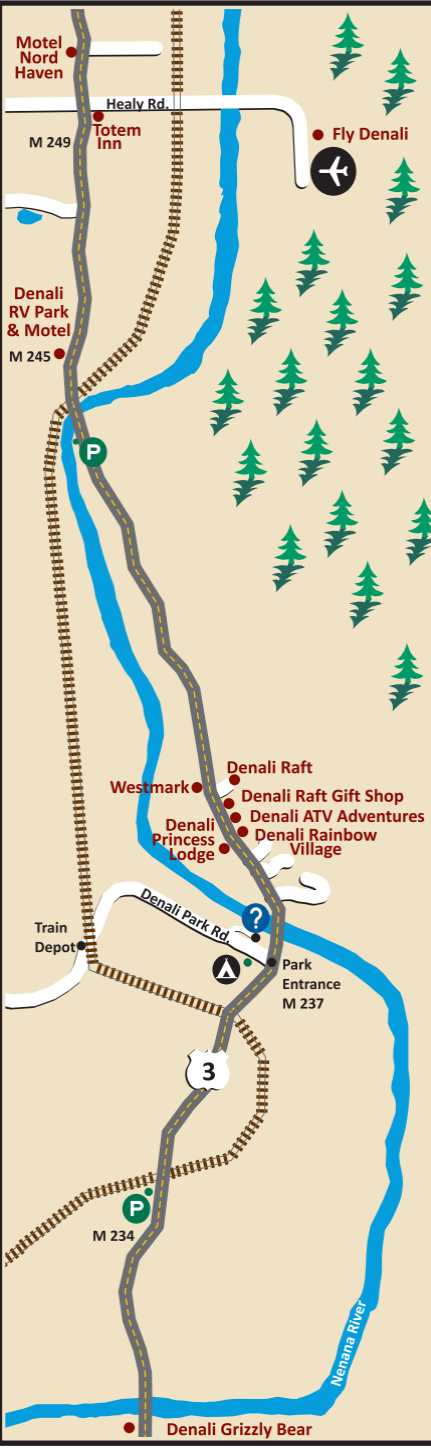 Motel
Nord
Haven
Healy Rd.
Totem
Inn
M 249
Fly Denali
Denali
RV Park
& Motel
M 245
P
Denali Raft
Westmark
Denali Raft Gift Shop
Denali ATV Adventures
Denali
Princess
Lodge
Denali Rainbow
Village
Denali Park Rd.
?
Train
Depot
Park
Entrance
M 237
3
P
M 234
Nenana River
Denali Grizzly Bear